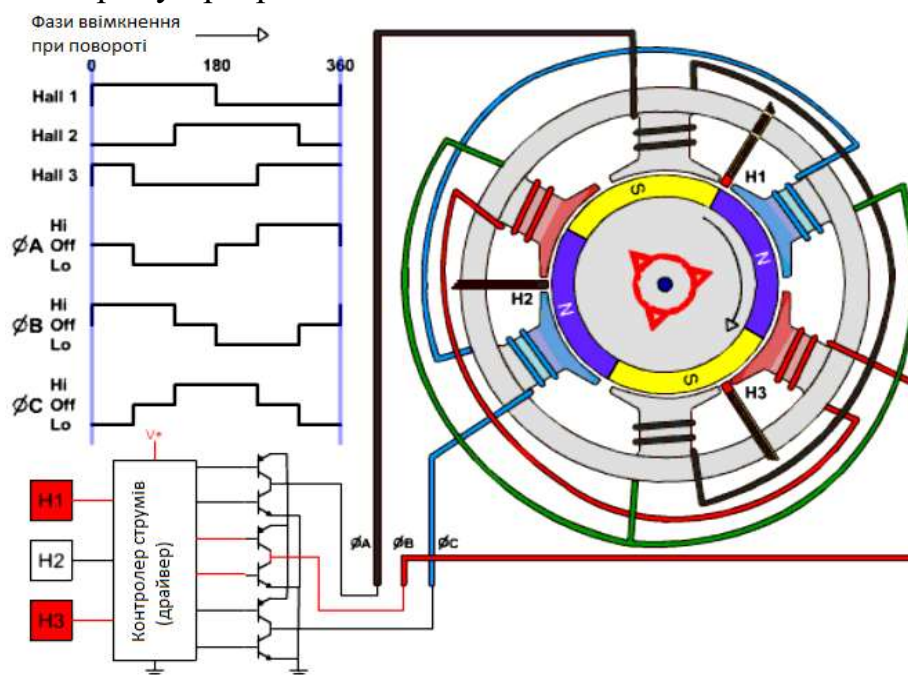 Фази ввімкнення
при повороті
0 180 360
Hall 1
Hall 2
Hall 3
Hi
ØA Off
Lo
Hi
ØB Off
Lo
Hi
ØC Off
Lo
V+
H1
H2
H3
Контролер струмів
(драйвер)
ØA ØB ØC
S
N
N
S
H1
H2
H3